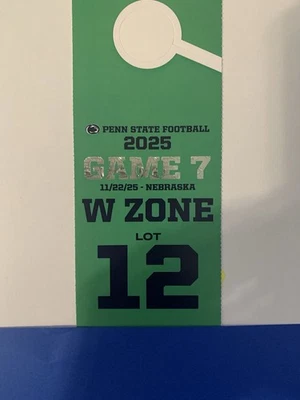 PENN STATE FOOTBALL
2025
GAME 7
11/22/25 - NEBRASKA
W ZONE
LOT
12